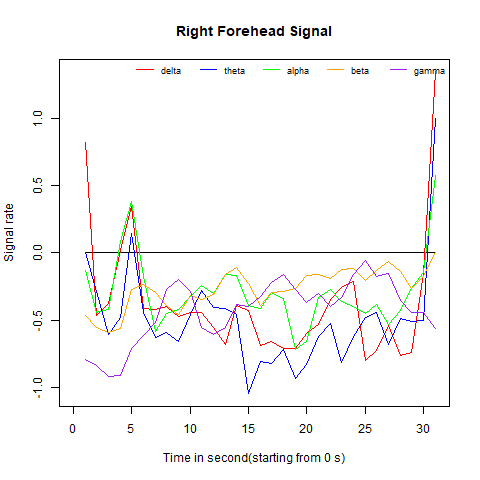 Right Forehead Signal
delta theta alpha beta gamma
Signal rate
1.0
0.5
0.0
-0.5
-1.0
0 5 10 15 20 25 30
Time in second(starting from 0 s)